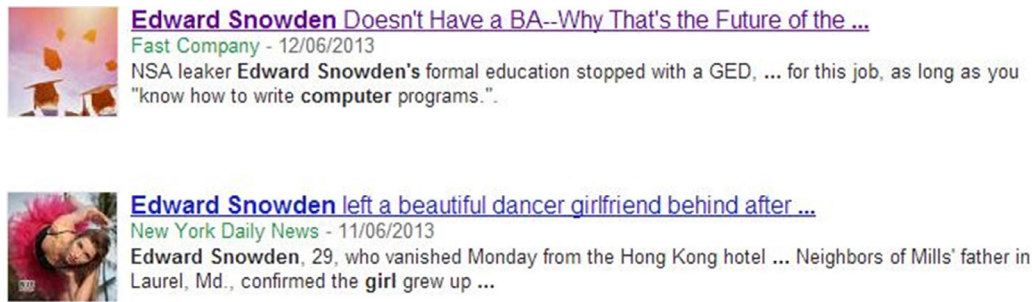 Edward Snowden Doesn't Have a BA--Why That's the Future of the ...
Fast Company - 12/06/2013
NSA leaker Edward Snowden's formal education stopped with a GED, ... for this job, as long as you
"know how to write computer programs.".
Edward Snowden left a beautiful dancer girlfriend behind after ...
New York Daily News - 11/06/2013
Edward Snowden, 29, who vanished Monday from the Hong Kong hotel ... Neighbors of Mills' father in
Laurel, Md., confirmed the girl grew up ...